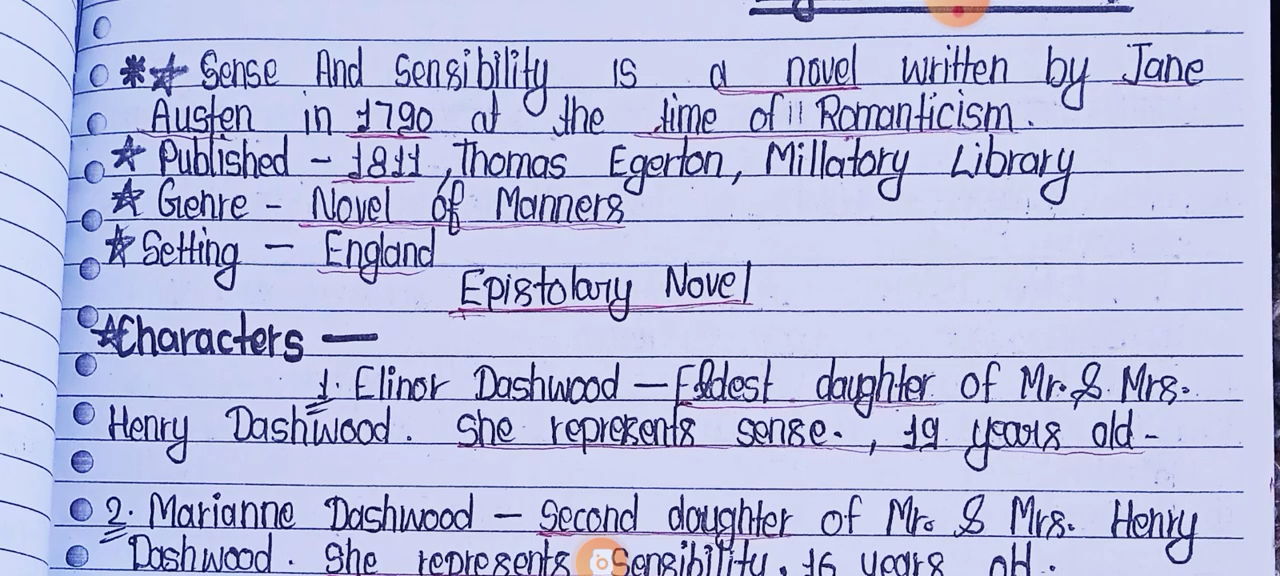 *☆ Sense And Sensibility is a novel written by Jane
Austen in 1790 at the time of Romanticism.
☆ Published - 1811, Thomas Egerton, Millatory Library
☆ Genre - Novel of Manners
☆ Setting - England
Epistolary Novel
☆Characters —
1. Elinor Dashwood — Eldest daughter of Mr. & Mrs.
Henry Dashwood. She represents sense. , 19 years old -
2. Marianne Dashwood - Second daughter of Mr. & Mrs. Henry
Dashwood. She represents Sensibility, 16 years old.